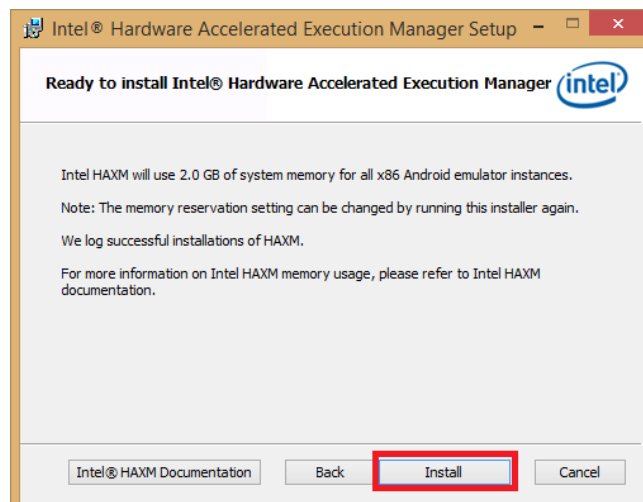 Intel® Hardware Accelerated Execution Manager Setup
Ready to install Intel® Hardware Accelerated Execution Manager
intel
Intel HAXM will use 2.0 GB of system memory for all x86 Android emulator instances.
Note: The memory reservation setting can be changed by running this installer again.
We log successful installations of HAXM.
For more information on Intel HAXM memory usage, please refer to Intel HAXM
documentation.
Intel® HAXM Documentation Back Install Cancel